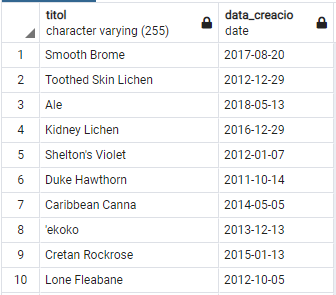 titol data_creacio
character varying (255) date
1 Smooth Brome 2017-08-20
2 Toothed Skin Lichen 2012-12-29
3 Ale 2018-05-13
4 Kidney Lichen 2016-12-29
5 Shelton's Violet 2012-01-07
6 Duke Hawthorn 2011-10-14
7 Caribbean Canna 2014-05-05
8 'ekoko 2013-12-13
9 Cretan Rockrose 2015-01-13
10 Lone Fleabane 2012-10-05